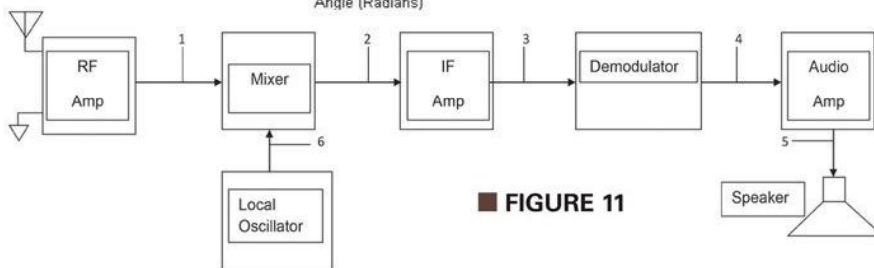 Angle (Radians)
1
2
3
4
RF
Amp
Mixer
IF
Amp
Demodulator
Audio
Amp
6
5
Local
Oscillator
FIGURE 11
Speaker